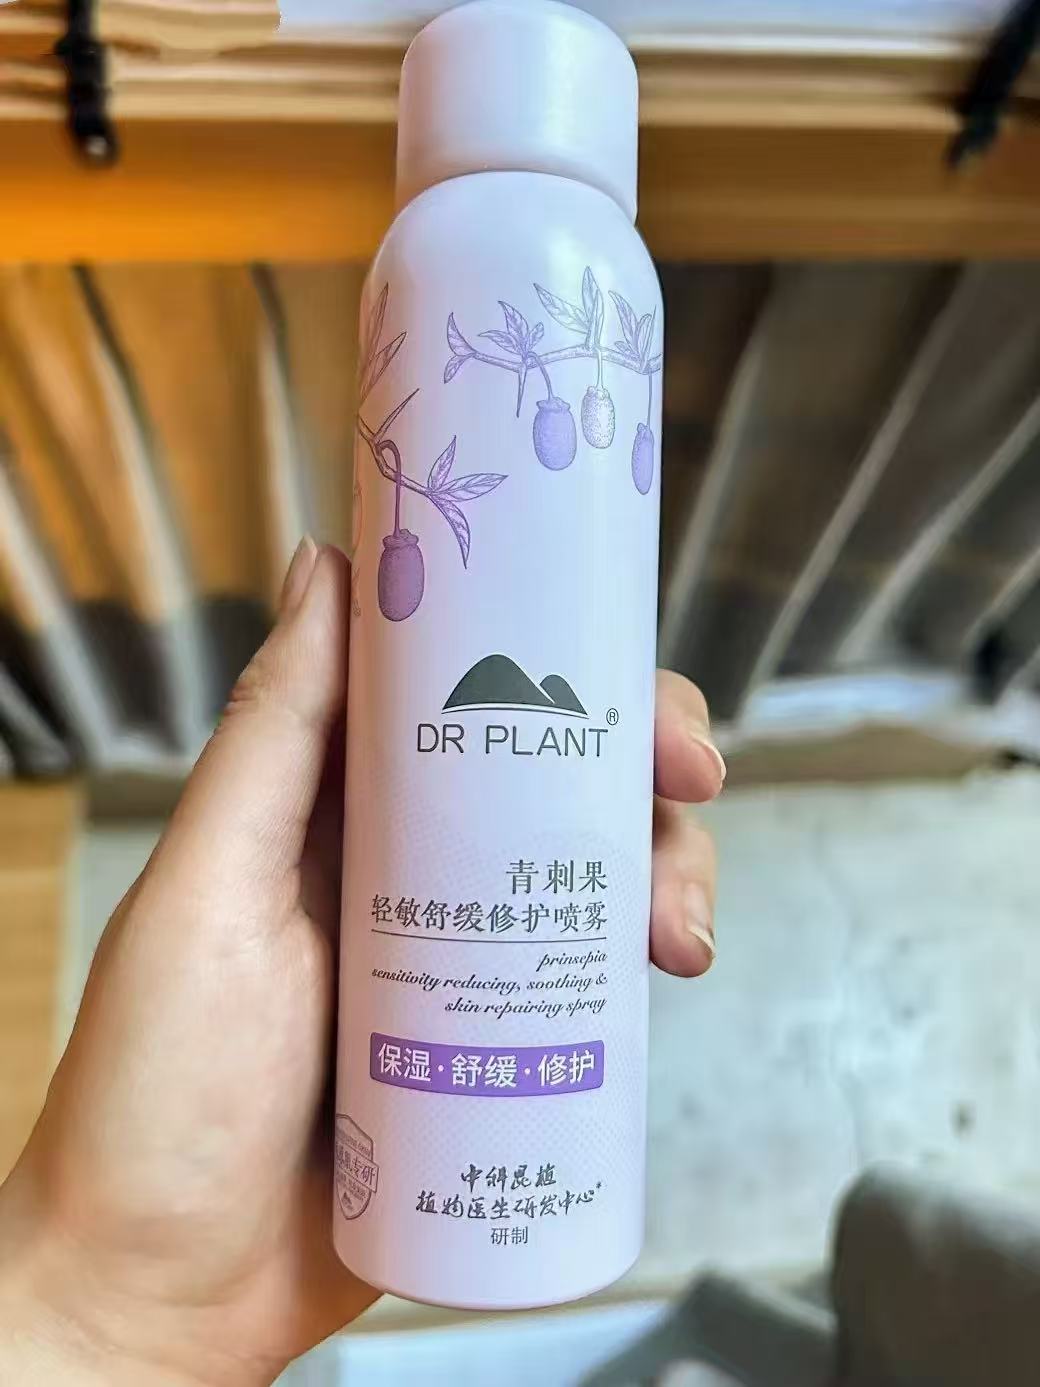 DR PLANT®
青刺果
轻敏舒缓修护喷雾
prinsepia
sensitivity reducing, soothing &
skin repairing spray
保湿·舒缓·修护
专研
中科昆植
植物医生研发中心*
研制